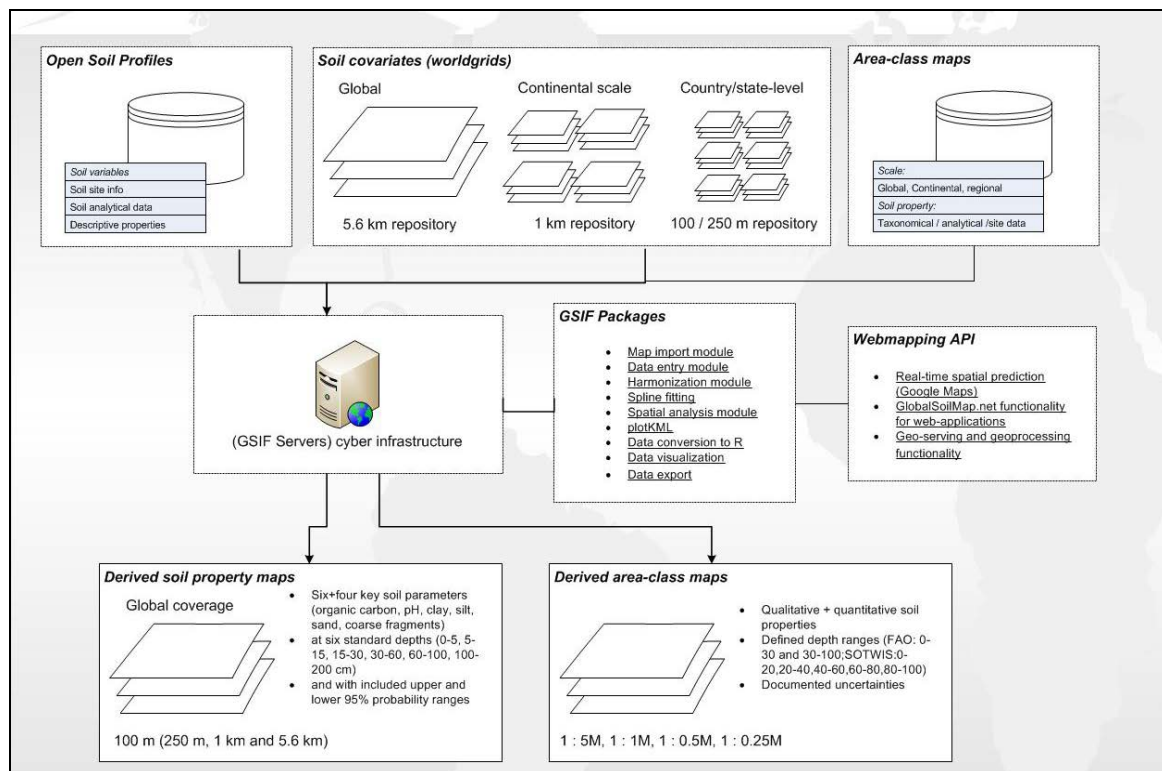 Open Soil Profiles
Soil variables
Soil site info
Soil analytical data
Descriptive properties
Soil covariates (worldgrids)
Global
Continental scale
Country/state-level
5.6 km repository
1 km repository
100 / 250 m repository
Area-class maps
Scale:
Global, Continental, regional
Soil property:
Taxonomical / analytical /site data
(GSIF Servers) cyber infrastructure
GSIF Packages
• Map import module
• Data entry module
• Harmonization module
• Spline fitting
• Spatial analysis module
• plotKML
• Data conversion to R
• Data visualization
• Data export
Webmapping API
• Real-time spatial prediction
(Google Maps)
• GlobalSoilMap.net functionality
for web-applications
• Geo-serving and geoprocessing
functionality
Derived soil property maps
Global coverage
• Six+four key soil parameters
(organic carbon, pH, clay, silt,
sand, coarse fragments)
• at six standard depths (0-5, 5-
15, 15-30, 30-60, 60-100, 100-
200 cm)
• and with included upper and
lower 95% probability ranges
100 m (250 m, 1 km and 5.6 km)
Derived area-class maps
• Qualitative + quantitative soil
properties
• Defined depth ranges (FAO: 0-
30 and 30-100;SOTWIS:0-
20,20-40,40-60,60-80,80-100)
• Documented uncertainties
1 : 5M, 1 : 1M, 1 : 0.5M, 1 : 0.25M